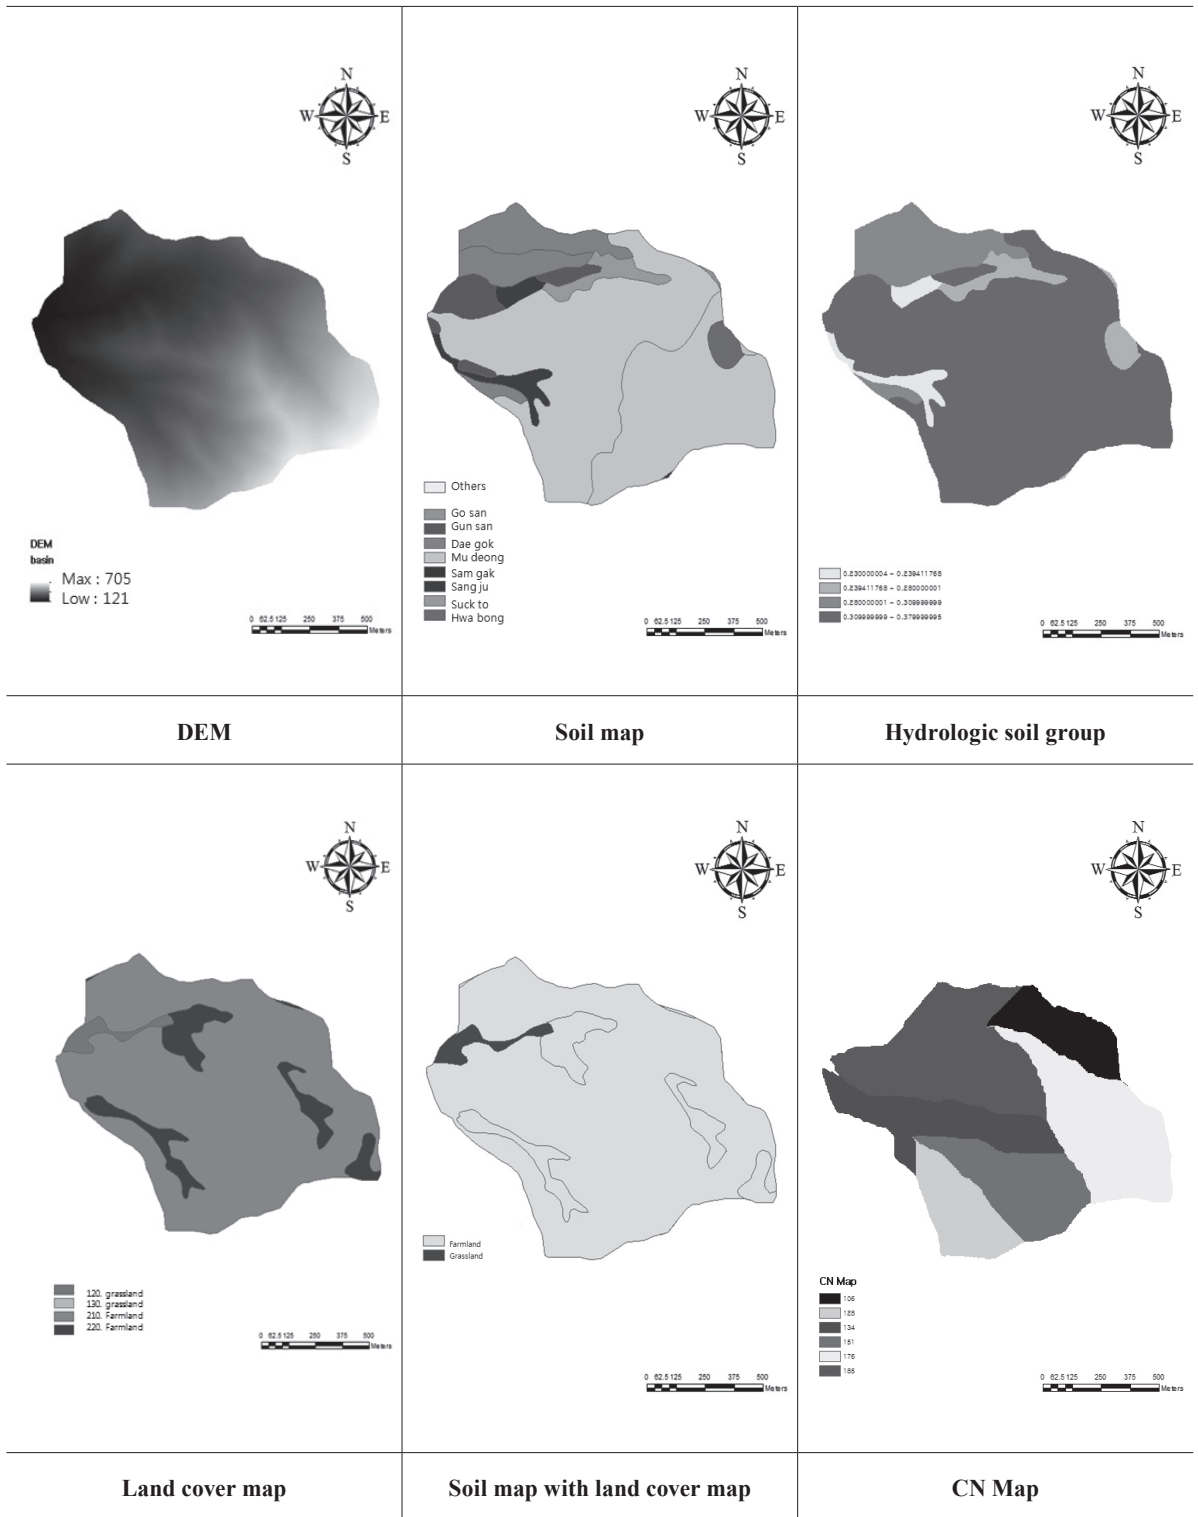 N
W E
S
N
W E
S
N
W E
S
DEM
basin
Max : 705
Low : 121
0 62.5 125 250 375 500
Meters
Others
Go san
Gun san
Dae gok
Mu deong
Sam gak
Sang ju
Suck to
Hwa bong
0 62.5 125 250 375 500
Meters
0.230000004 - 0.239411768
0.239411768 - 0.280000001
0.280000001 - 0.309999999
0.309999999 - 0.379999995
0 62.5 125 250 375 500
Meters
DEM
Soil map
Hydrologic soil group
N
W E
S
N
W E
S
N
W E
S
120. grassland
130. grassland
210. Farmland
220. Farmland
0 62.5 125 250 375 500
Meters
Farmland
Grassland
0 62.5 125 250 375 500
Meters
CN Map
106
134
176
0 62.5 125 250 375 500
Meters
Land cover map
Soil map with land cover map
CN Map